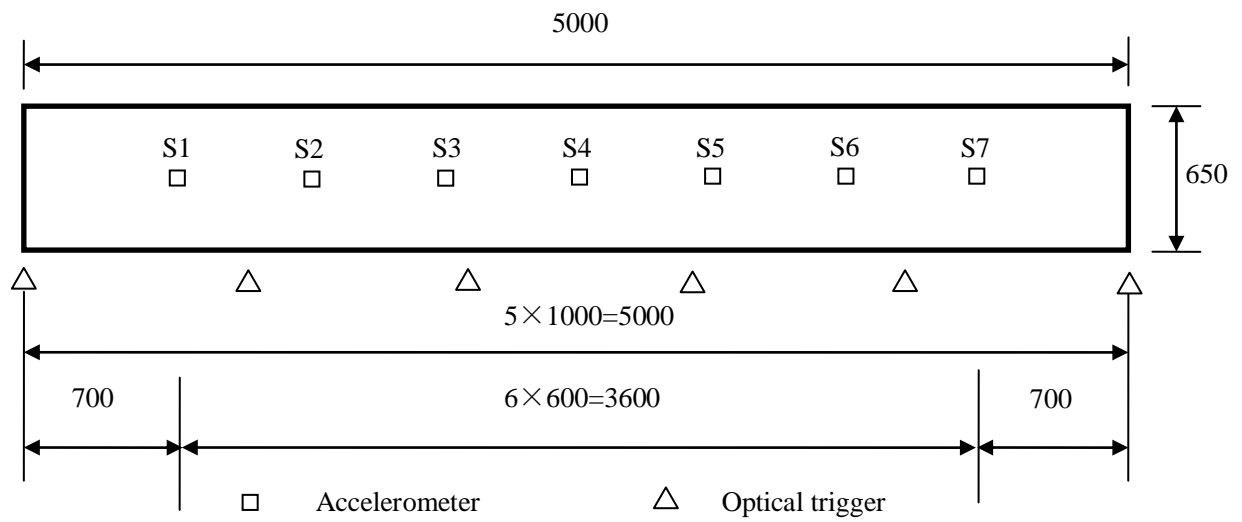 5000
S1 S2 S3 S4 S5 S6 S7
650
5×1000=5000
700 6×600=3600 700
Accelerometer Optical trigger